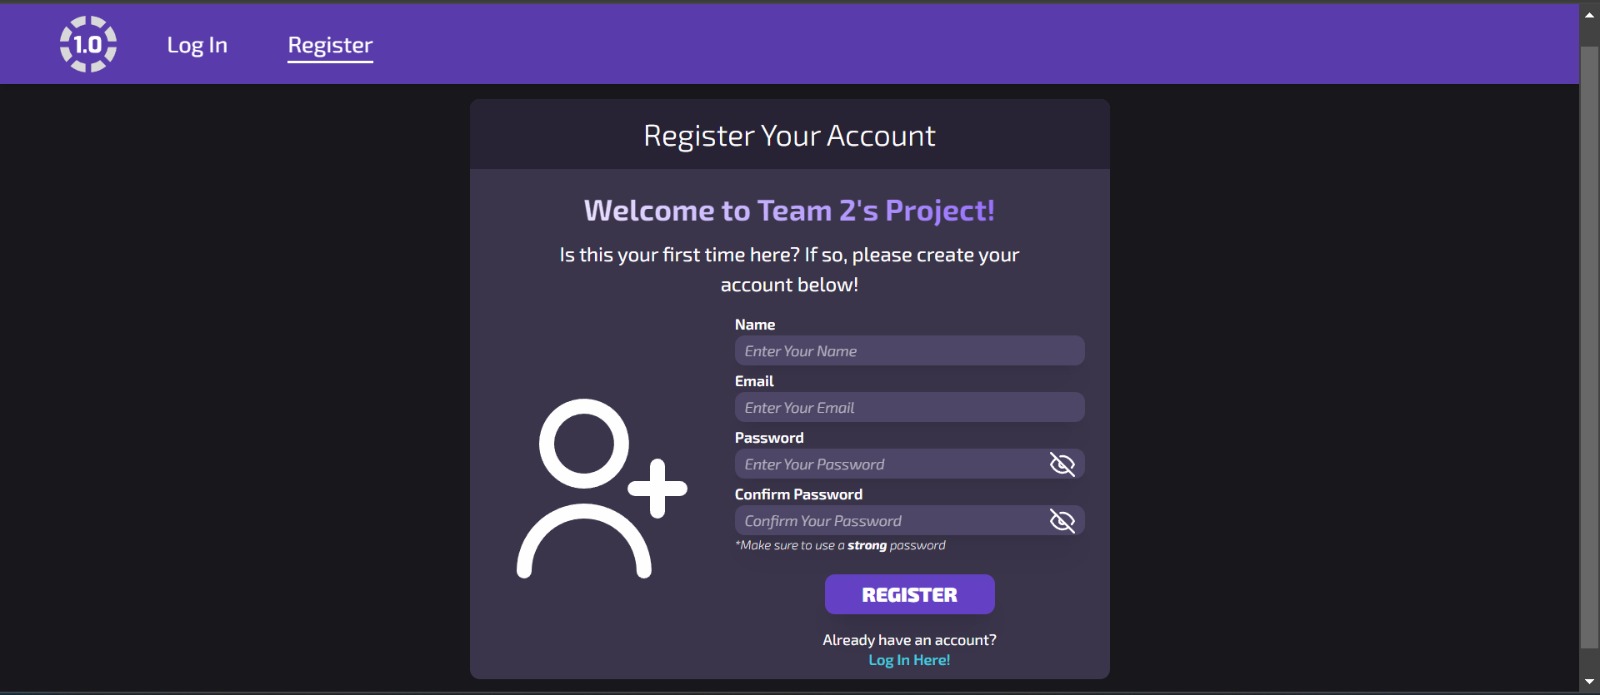 1.0
Log In
Register
Register Your Account
Welcome to Team 2's Project!
Is this your first time here? If so, please create your
account below!
Name
Enter Your Name
Email
Enter Your Email
Password
Enter Your Password
Confirm Password
Confirm Your Password
*Make sure to use a strong password
REGISTER
Already have an account?
Log In Here!